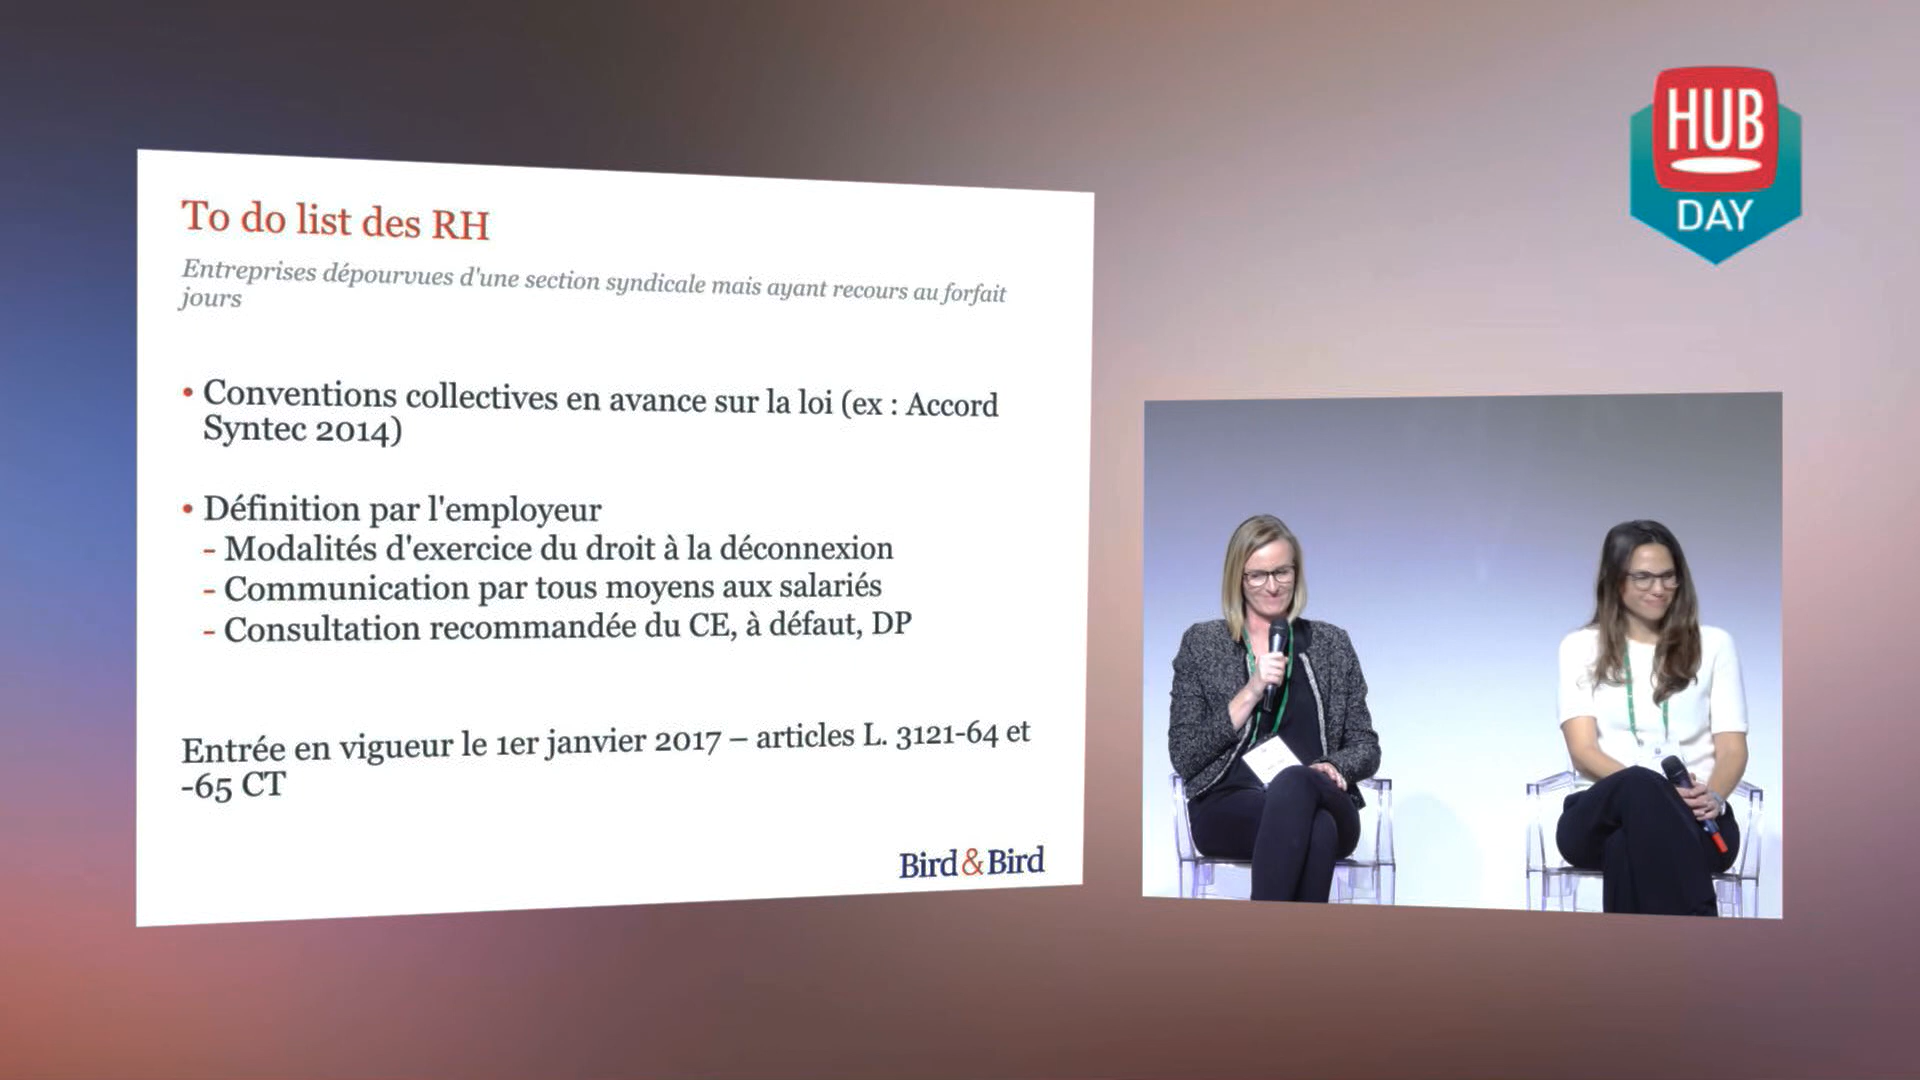 To do list des RH
Entreprises dépourvues d'une section syndicale mais ayant recours au forfait
jours
• Conventions collectives en avance sur la loi (ex : Accord
Syntec 2014)
• Définition par l'employeur
- Modalités d'exercice du droit à la déconnexion
- Communication par tous moyens aux salariés
- Consultation recommandée du CE, à défaut, DP
Entrée en vigueur le 1er janvier 2017 – articles L. 3121-64 et
-65 CT
Bird & Bird
HUB
DAY